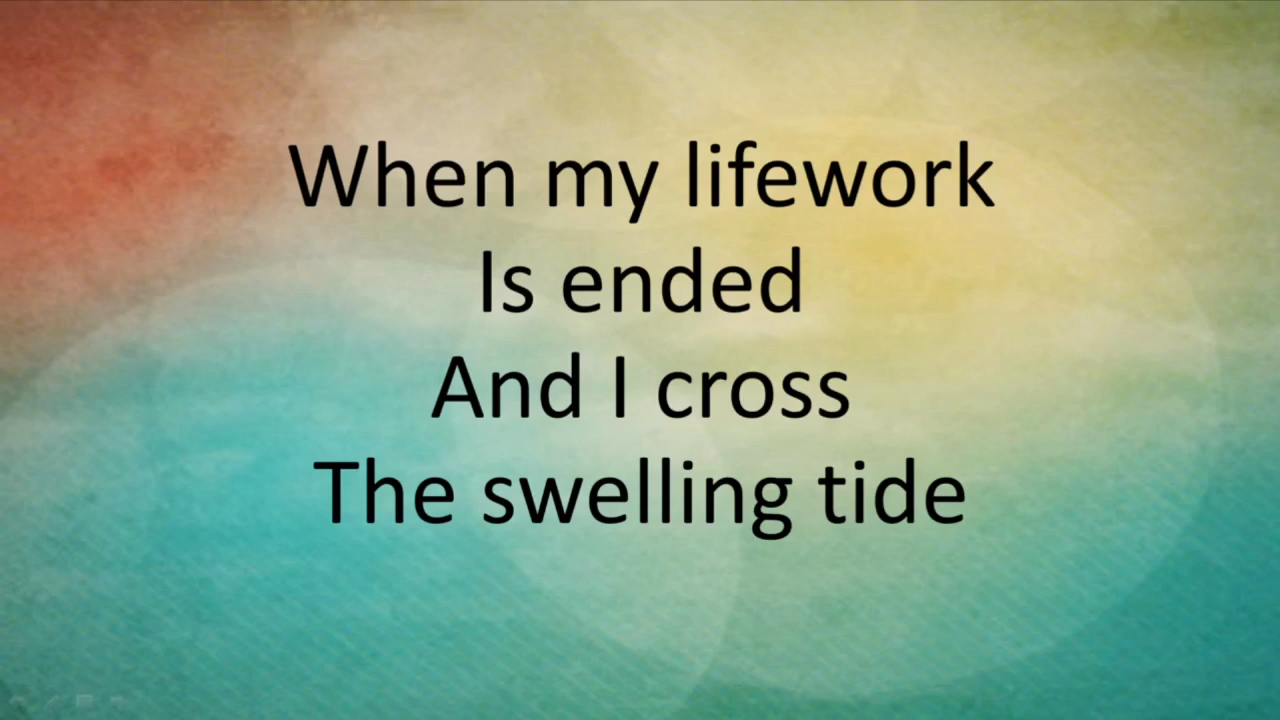 When my lifework
Is ended
And I cross
The swelling tide